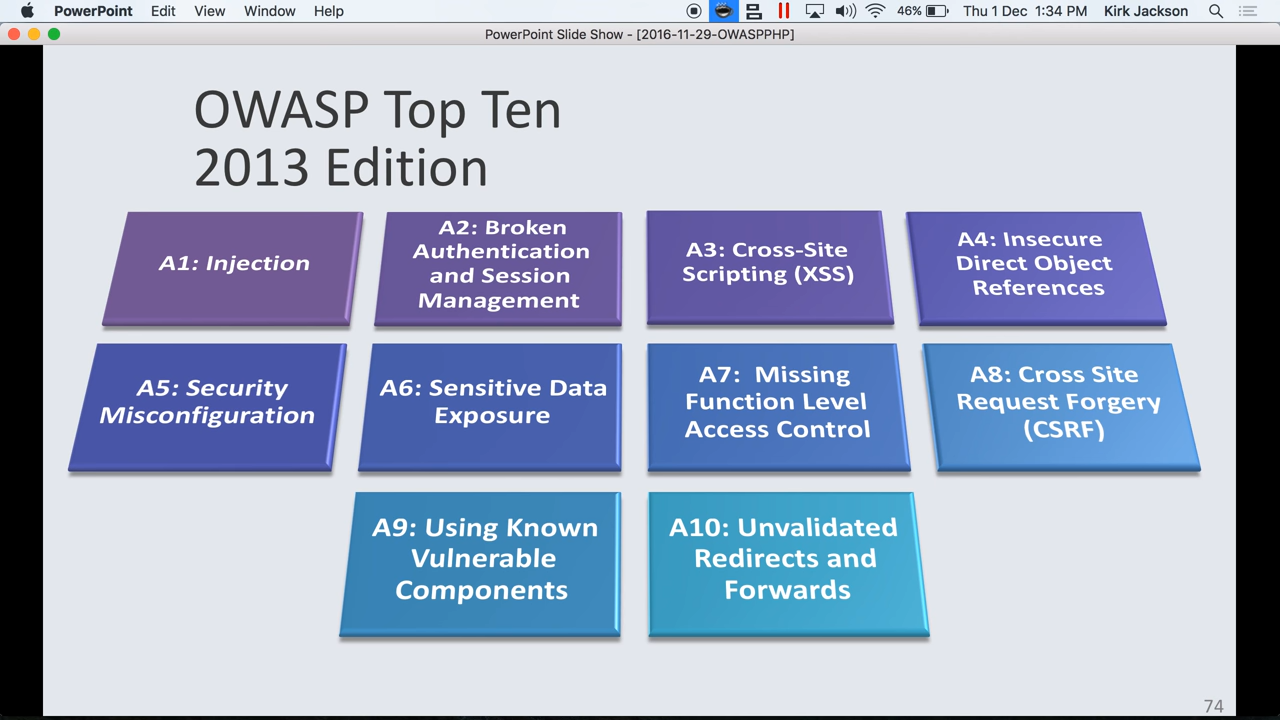 PowerPoint Edit View Window Help 46% Thu 1 Dec 1:34 PM Kirk Jackson
PowerPoint Slide Show - [2016-11-29-OWASPPHP]
OWASP Top Ten
2013 Edition
A1: Injection
A2: Broken
Authentication
and Session
Management
A3: Cross-Site
Scripting (XSS)
A4: Insecure
Direct Object
References
A5: Security
Misconfiguration
A6: Sensitive Data
Exposure
A7: Missing
Function Level
Access Control
A8: Cross Site
Request Forgery
(CSRF)
A9: Using Known
Vulnerable
Components
A10: Unvalidated
Redirects and
Forwards
74